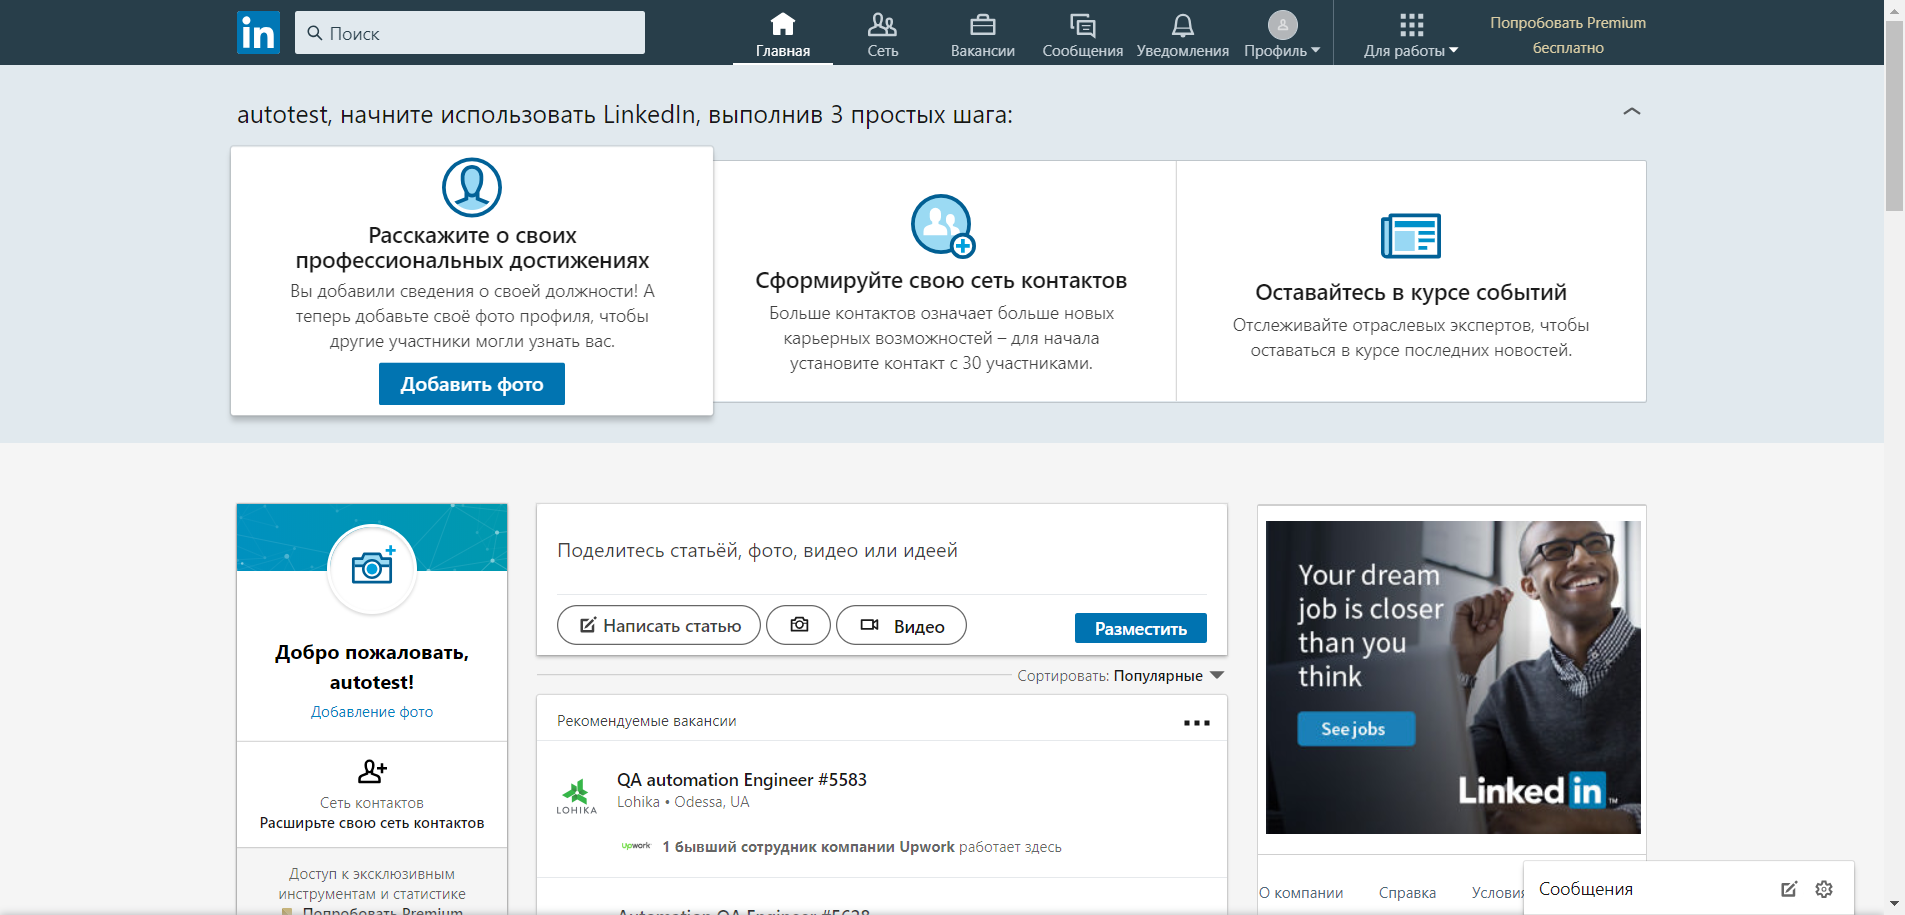 in
Поиск
Главная
Сеть
Вакансии
Сообщения
Уведомления
Профиль
Для работы
Попробовать Premium
бесплатно
autotest, начните использовать LinkedIn, выполнив 3 простых шага:
Расскажите о своих
профессиональных достижениях
Вы добавили сведения о своей должности! А
теперь добавьте своё фото профиля, чтобы
другие участники могли узнать вас.
Добавить фото
Сформируйте свою сеть контактов
Больше контактов означает больше новых
карьерных возможностей – для начала
установите контакт с 30 участниками.
Оставайтесь в курсе событий
Отслеживайте отраслевых экспертов, чтобы
оставаться в курсе последних новостей.
Добро пожаловать,
autotest!
Добавление фото
Сеть контактов
Расширьте свою сеть контактов
Доступ к эксклюзивным
инструментам и статистике
Попробовать Premium
Поделитесь статьёй, фото, видео или идеей
Написать статью
Видео
Разместить
Сортировать: Популярные
Рекомендуемые вакансии
QA automation Engineer #5583
Lohika • Odessa, UA
LOHIKA
Upwork
1 бывший сотрудник компании Upwork работает здесь
Automation QA Engineer #5628
Your dream
job is closer
than you
think
See jobs
Linked in ™
О компании
Справка
Условия
Сообщения